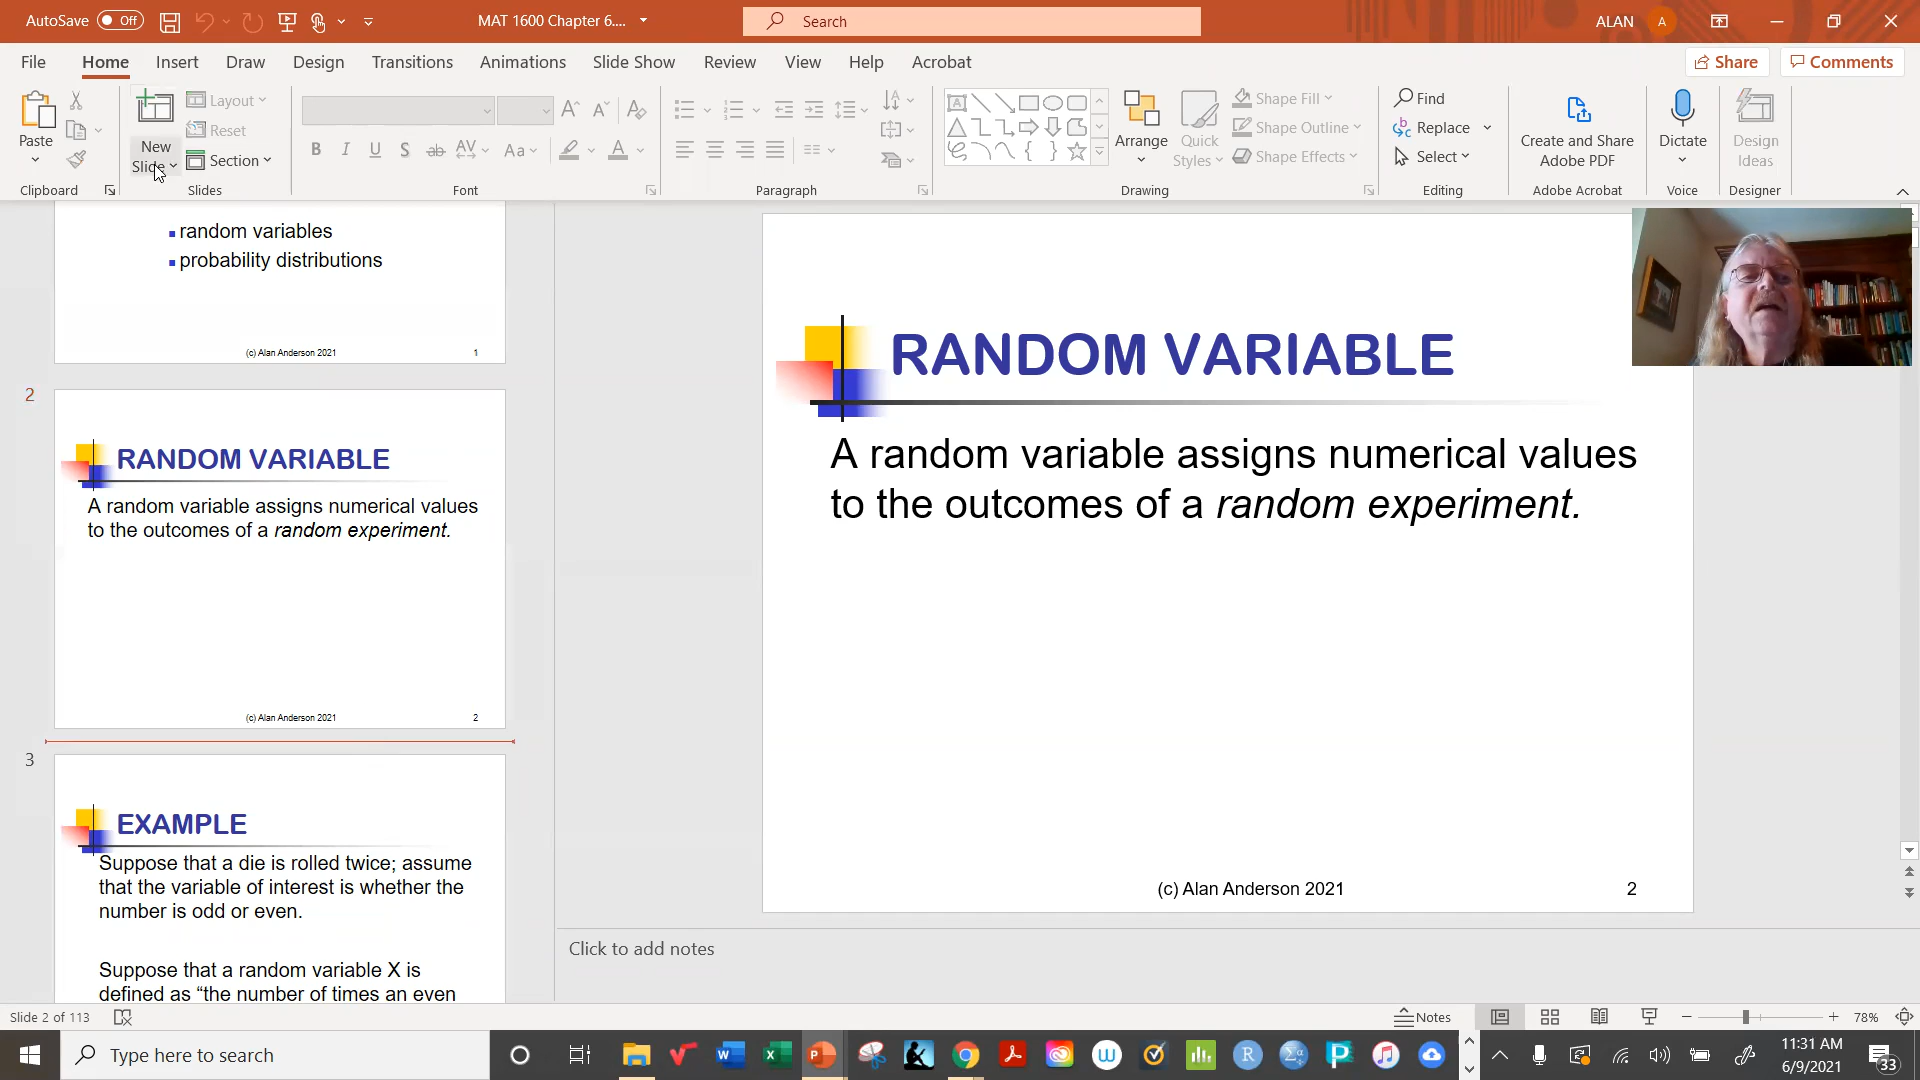 AutoSave Off
MAT 1600 Chapter 6....
Search
ALAN A
File Home Insert Draw Design Transitions Animations Slide Show Review View Help Acrobat
Share Comments
Paste
New Slide
Layout
Reset
Section
B I U S ab AV Aa A
Arrange
Quick Styles
Shape Fill
Shape Outline
Shape Effects
Find
Replace
Select
Create and Share Adobe PDF
Dictate
Design Ideas
Clipboard Slides Font Paragraph Drawing Editing Adobe Acrobat Voice Designer
random variables
probability distributions
(c) Alan Anderson 2021 1
2
RANDOM VARIABLE
A random variable assigns numerical values
to the outcomes of a random experiment.
(c) Alan Anderson 2021 2
3
EXAMPLE
Suppose that a die is rolled twice; assume
that the variable of interest is whether the
number is odd or even.
Suppose that a random variable X is
defined as “the number of times an even
RANDOM VARIABLE
A random variable assigns numerical values
to the outcomes of a random experiment.
(c) Alan Anderson 2021 2
Click to add notes
Slide 2 of 113
Notes
78%
Type here to search
11:31 AM
6/9/2021
33